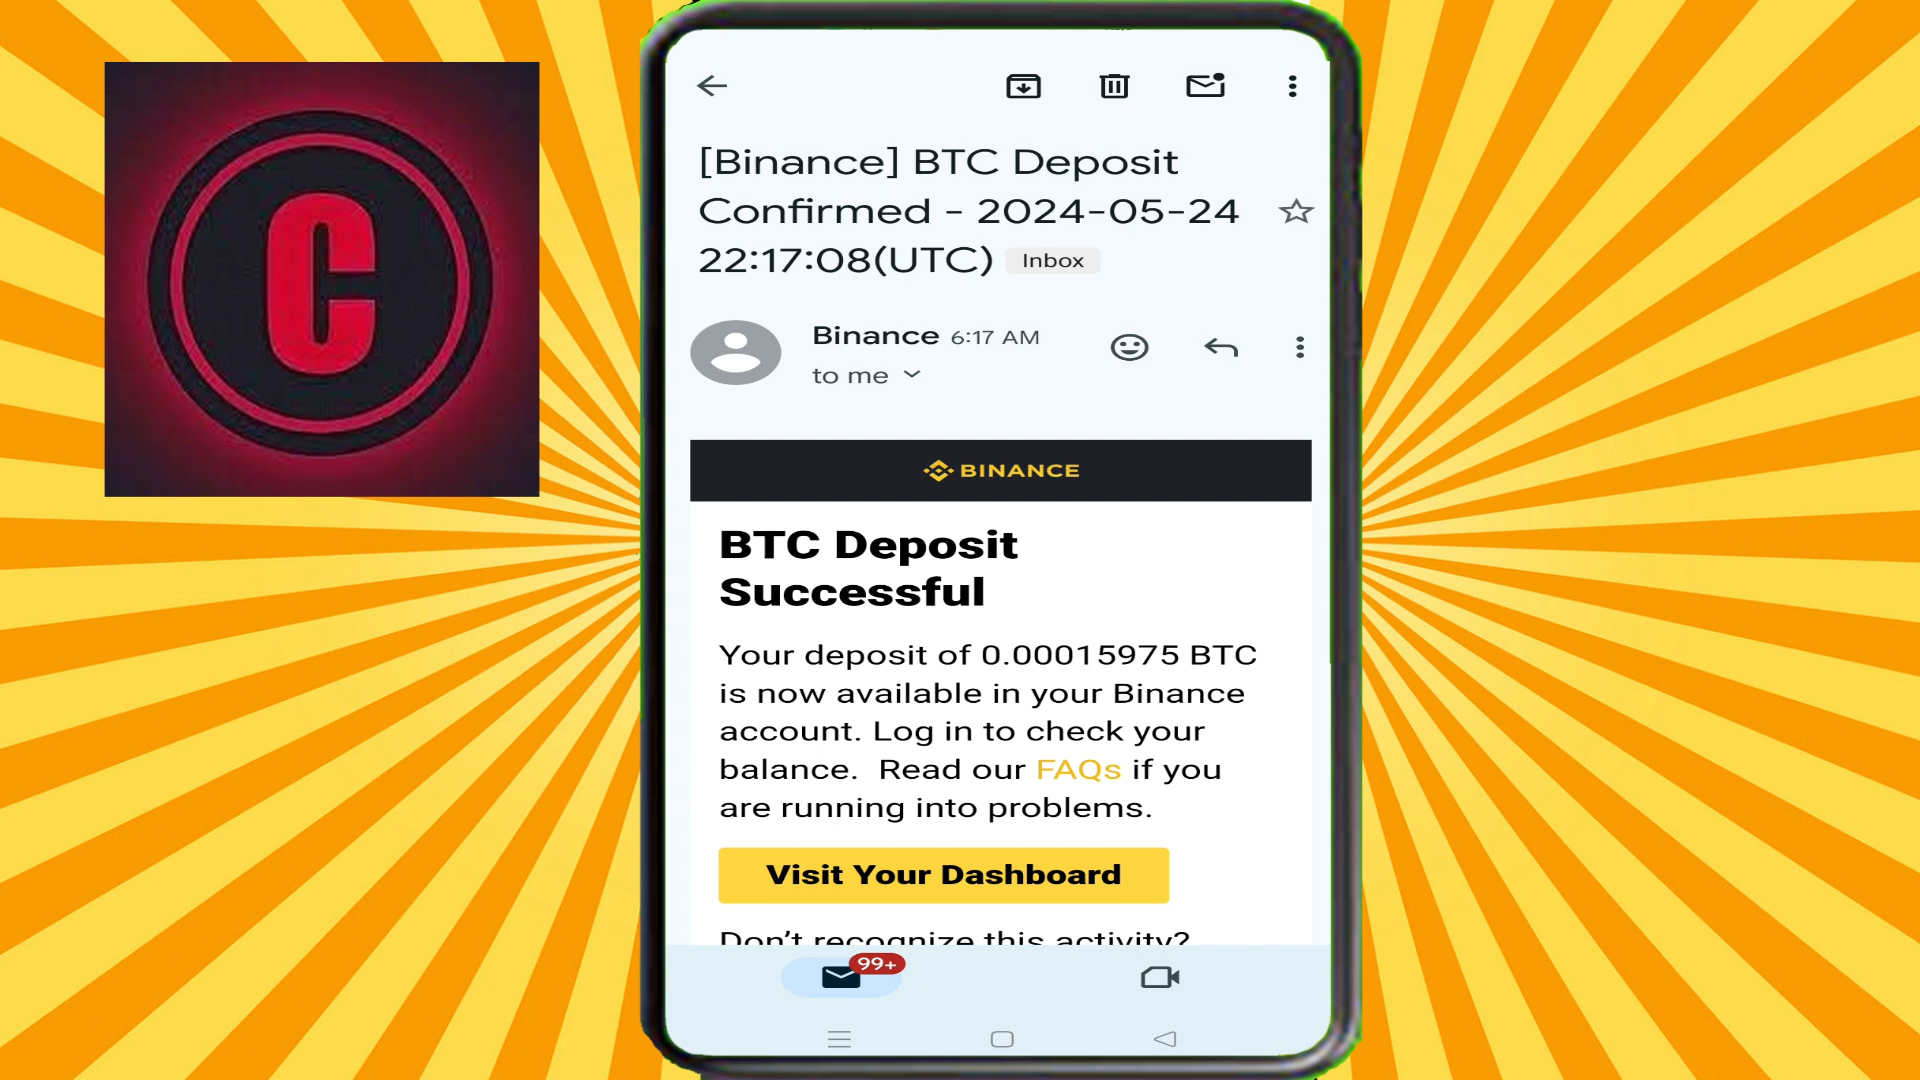 C
[Binance] BTC Deposit
Confirmed - 2024-05-24
22:17:08(UTC) Inbox
Binance 6:17 AM
to me
BINANCE
BTC Deposit
Successful
Your deposit of 0.00015975 BTC
is now available in your Binance
account. Log in to check your
balance. Read our FAQs if you
are running into problems.
Visit Your Dashboard
Don't recognize this activity?
99+